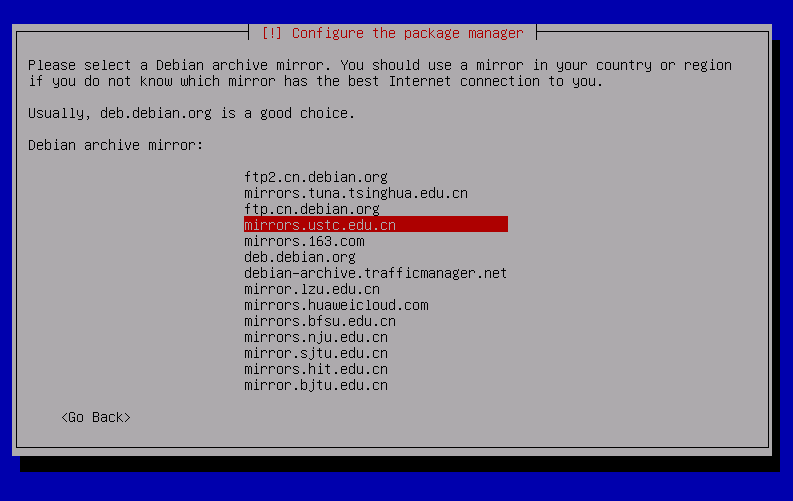 [!] Configure the package manager
Please select a Debian archive mirror. You should use a mirror in your country or region
if you do not know which mirror has the best Internet connection to you.
Usually, deb.debian.org is a good choice.
Debian archive mirror:
ftp2.cn.debian.org
mirrors.tuna.tsinghua.edu.cn
ftp.cn.debian.org
mirrors.ustc.edu.cn
mirrors.163.com
deb.debian.org
debian-archive.trafficmanager.net
mirror.lzu.edu.cn
mirrors.huaweicloud.com
mirrors.bfsu.edu.cn
mirrors.nju.edu.cn
mirror.sjtu.edu.cn
mirrors.hit.edu.cn
mirror.bjtu.edu.cn
<Go Back>